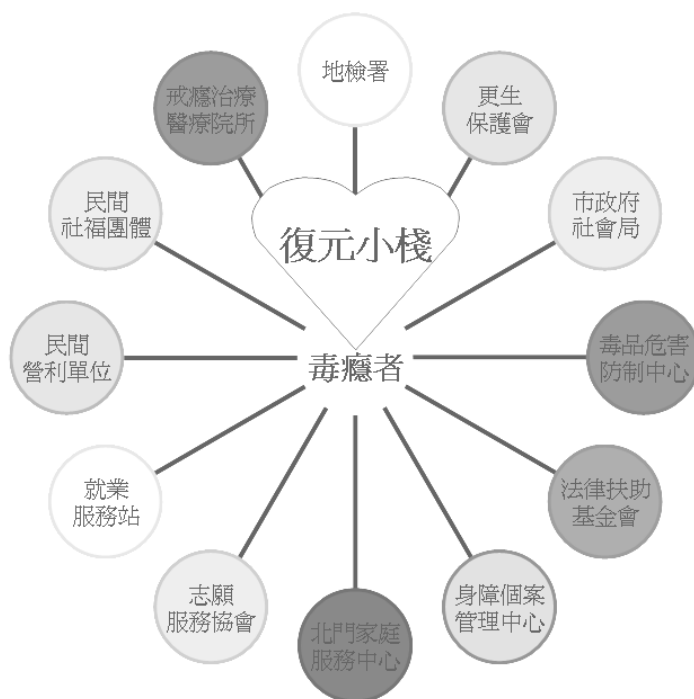 地檢署
更生
保護會
市政府
社會局
毒品危害
防制中心
法律扶助
基金會
身障個案
管理中心
北門家庭
服務中心
志願
服務協會
就業
服務站
民間
營利單位
民間
社福團體
戒癮治療
醫療院所
復元小棧
毒癮者